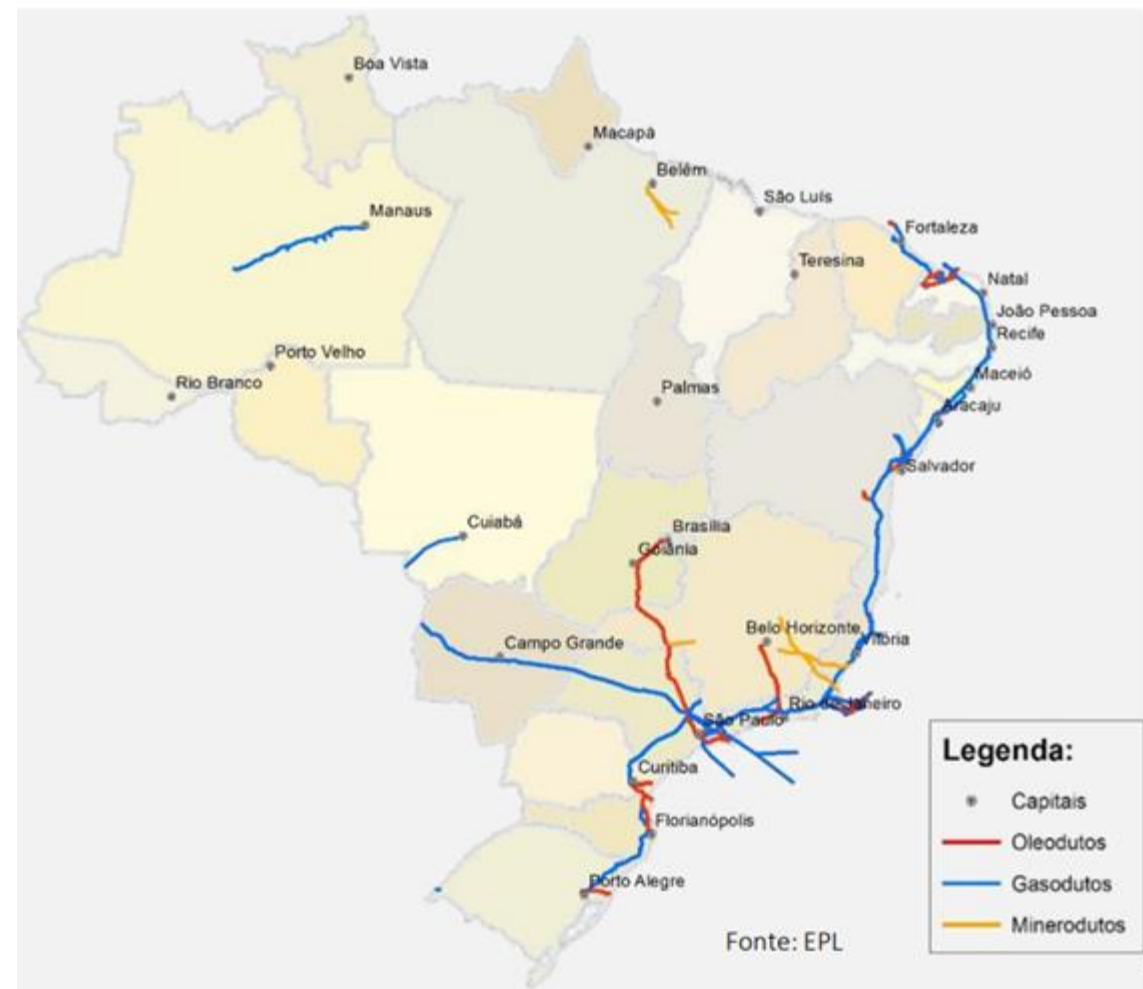 Boa Vista
Macapá
Belém
São Luís
Manaus
Fortaleza
Teresina
Natal
João Pessoa
Recife
Porto Velho
Rio Branco
Palmas
Maceió
Aracaju
Salvador
Cuiabá
Brasília
Goiânia
Belo Horizonte
Vitória
Campo Grande
Rio de Janeiro
São Paulo
Curitiba
Florianópolis
Porto Alegre
Legenda:
Capitais
Oleodutos
Gasodutos
Minerodutos
Fonte: EPL